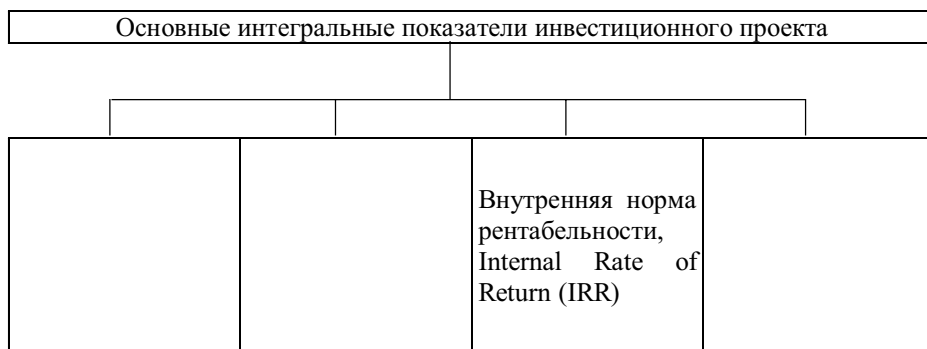 Основные интегральные показатели инвестиционного проекта
Внутренняя норма
рентабельности,
Internal Rate of
Return (IRR)